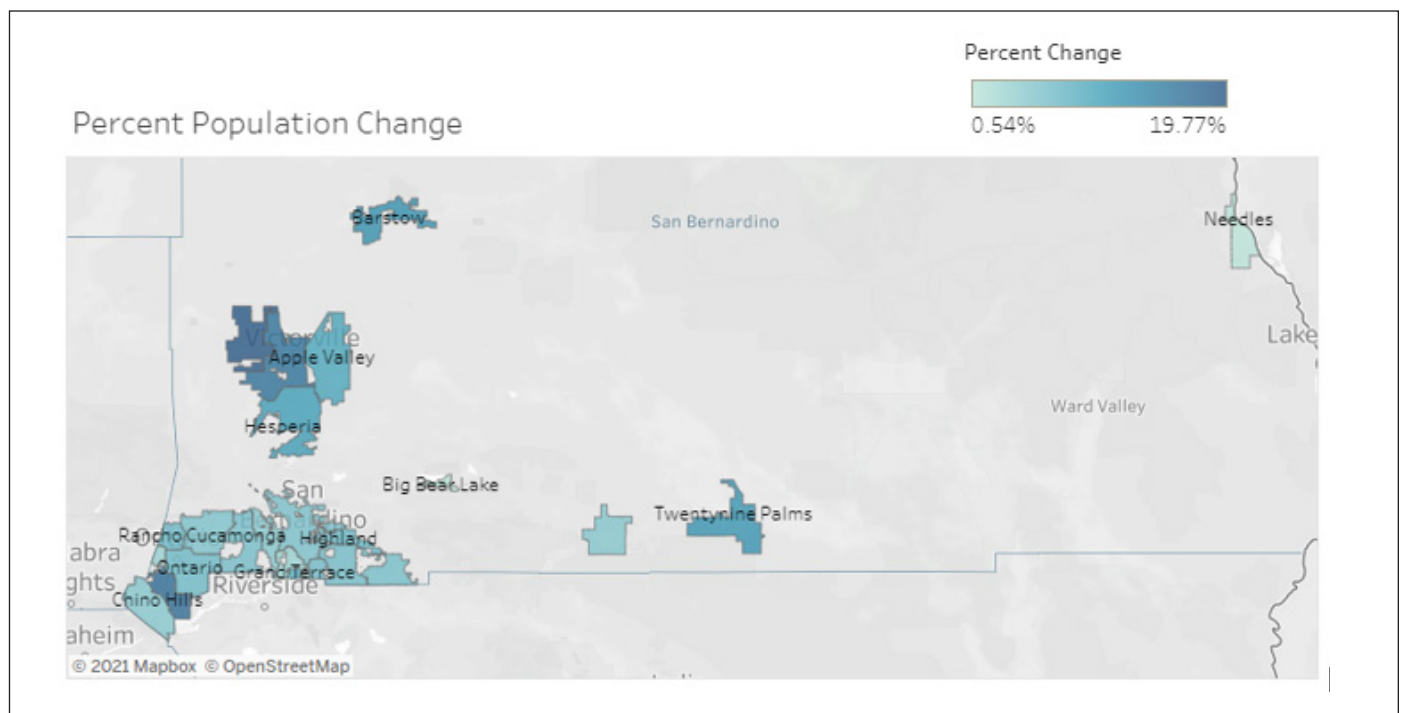 Percent Change
0.54% 19.77%
Percent Population Change
Barstow
San Bernardino
Needles
Victorville
Apple Valley
Lake
Ward Valley
Hesperia
Big Bear Lake
San
Bernardino
Twentynine Palms
Rancho Cucamonga
Highland
abra
Ontario
Grand Terrace
ghts
Riverside
Chino Hills
aheim
© 2021 Mapbox © OpenStreetMap